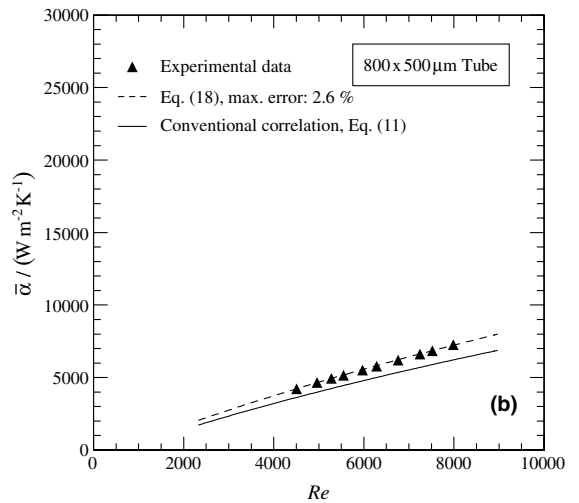 30000
25000
20000
15000
10000
5000
0
ᾱ / (W m⁻² K⁻¹)
Experimental data
800 x 500 μm Tube
Eq. (18), max. error: 2.6 %
Conventional correlation, Eq. (11)
(b)
0 2000 4000 6000 8000 10000
Re